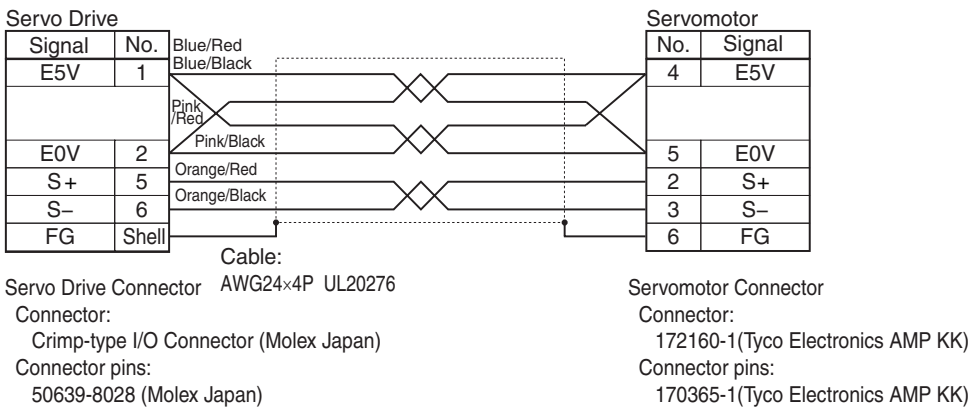 Servo Drive
Servomotor
Signal No.
Blue/Red
Blue/Black
No. Signal
E5V 1
4 E5V
Pink
/Red
Pink/Black
E0V 2
5 E0V
Orange/Red
S+ 5
2 S+
Orange/Black
S− 6
3 S−
FG Shell
6 FG
Cable:
AWG24×4P UL20276
Servo Drive Connector
Connector:
Crimp-type I/O Connector (Molex Japan)
Connector pins:
50639-8028 (Molex Japan)
Servomotor Connector
Connector:
172160-1(Tyco Electronics AMP KK)
Connector pins:
170365-1(Tyco Electronics AMP KK)